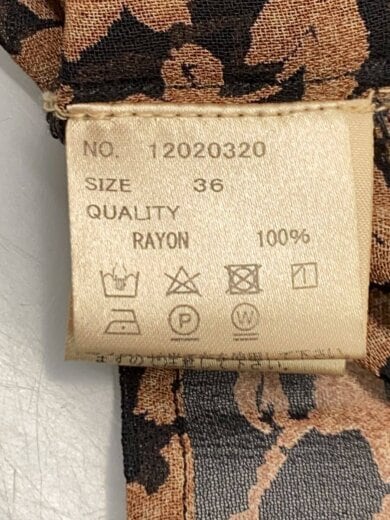 NO. 12020320
SIZE 36
QUALITY
RAYON 100%
P W